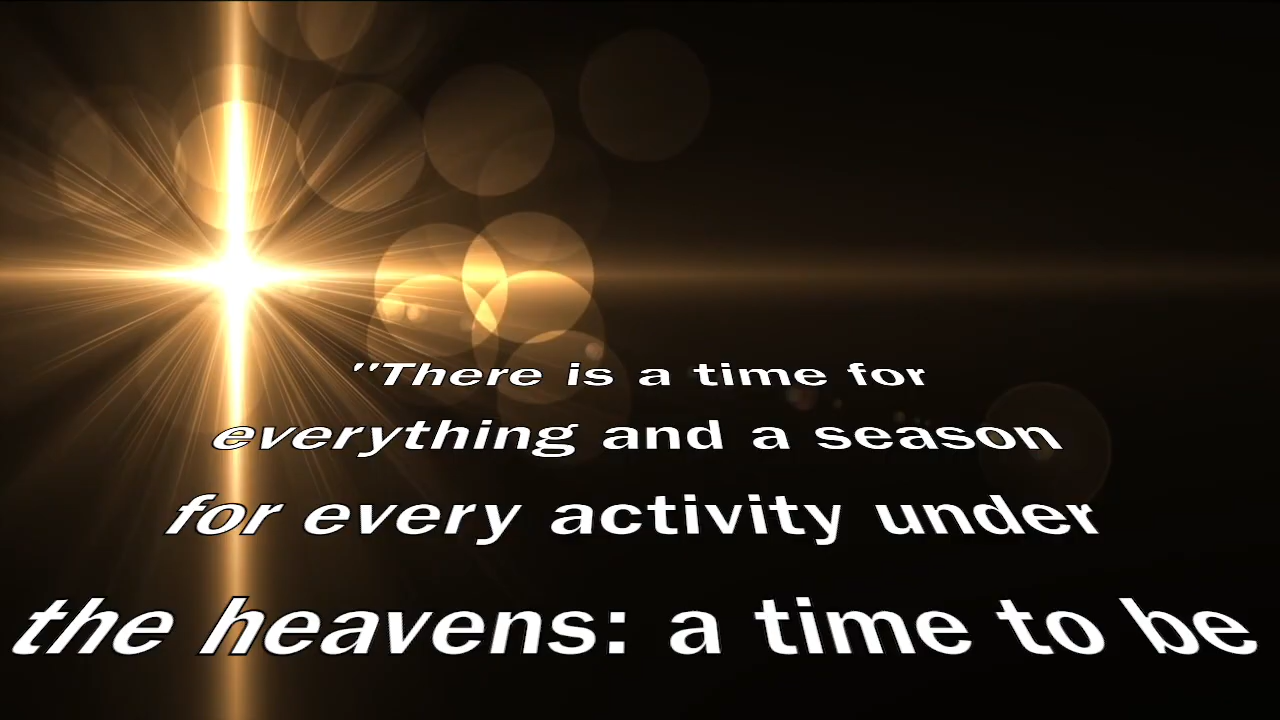 "There is a time for
everything and a season
for every activity under
the heavens: a time to be